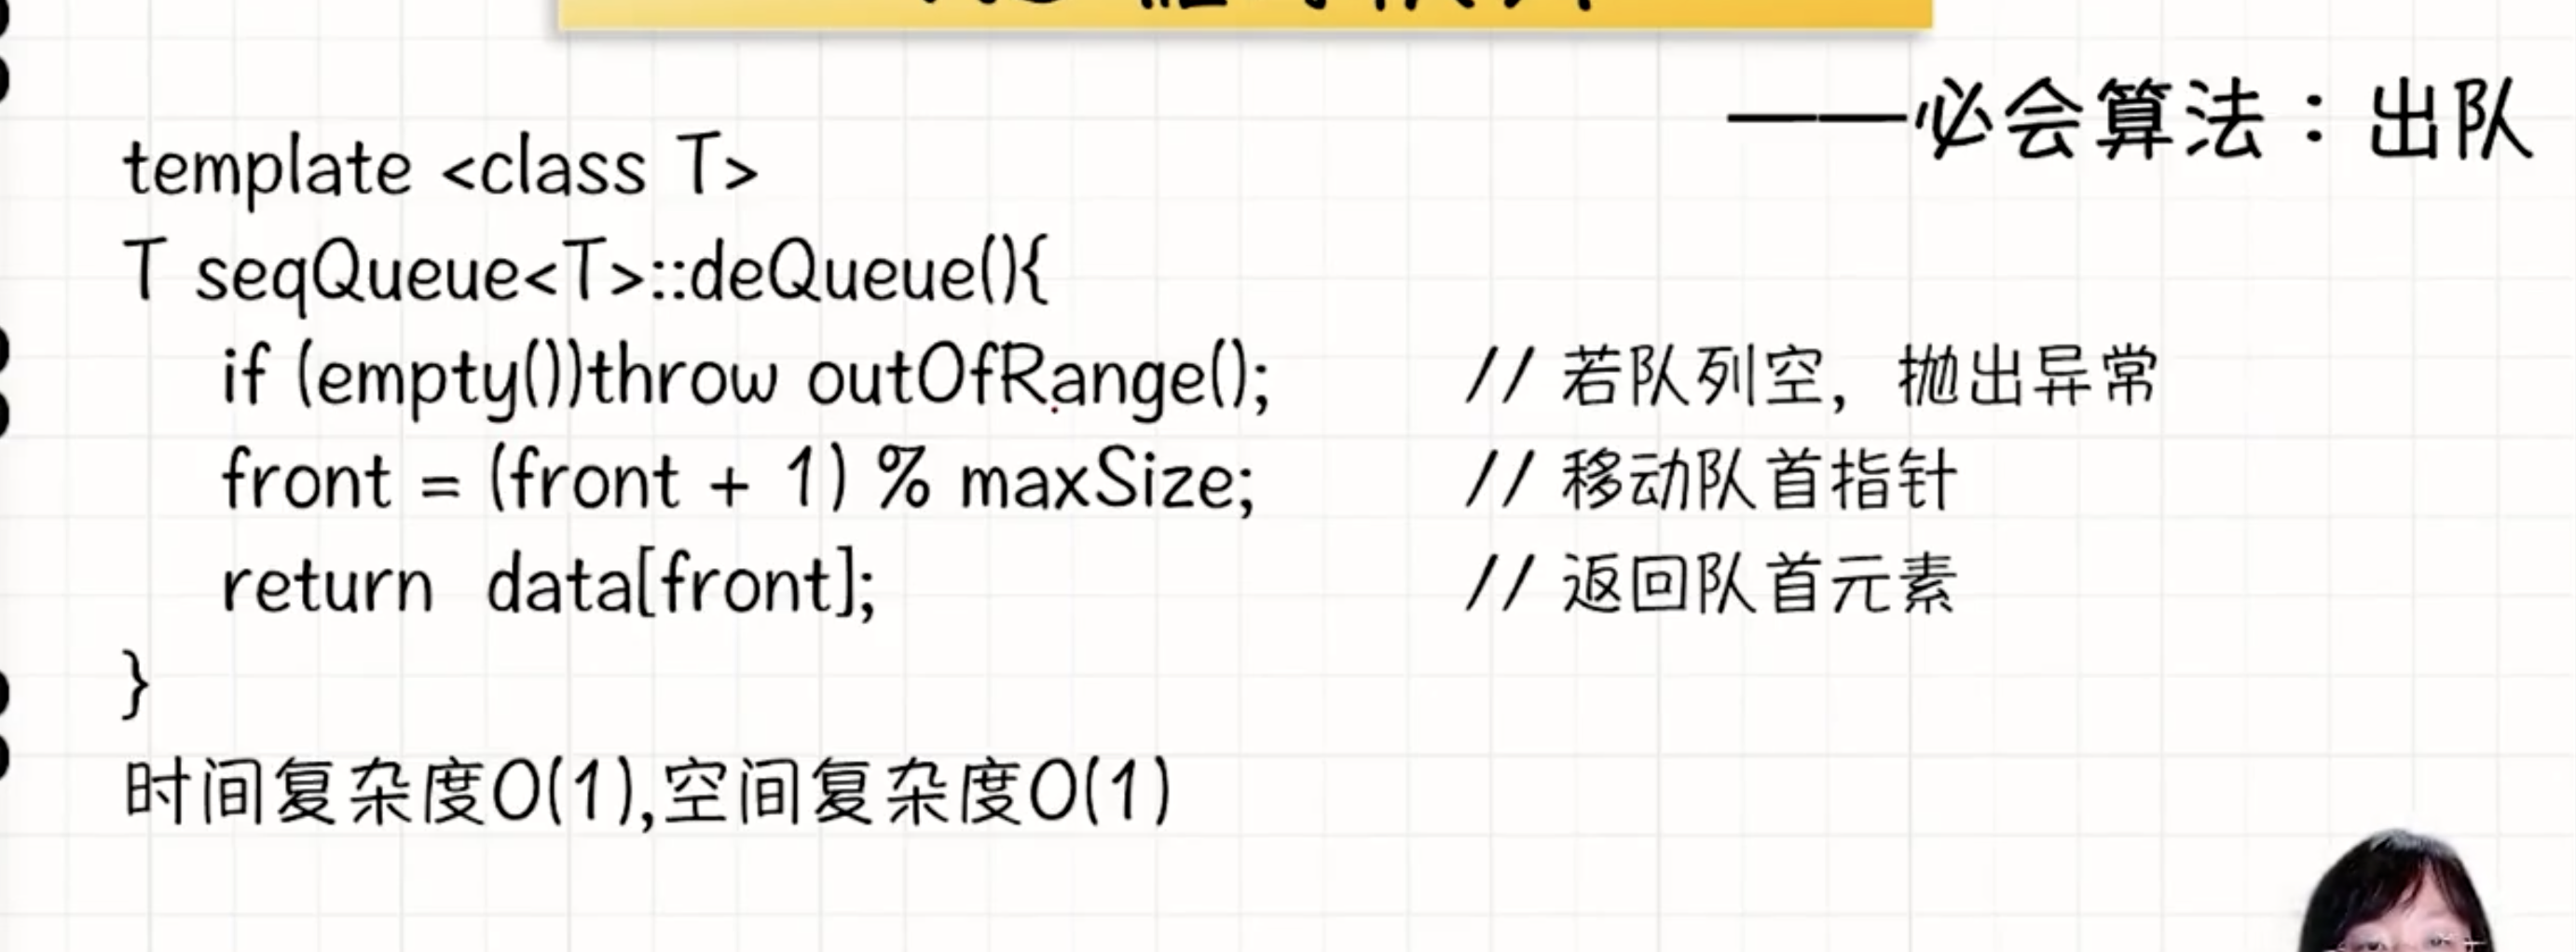 ——必会算法：出队
template <class T>
T seqQueue<T>::deQueue(){
if (empty())throw outOfRange(); // 若队列空，抛出异常
front = (front + 1) % maxSize; // 移动队首指针
return data[front]; // 返回队首元素
}
时间复杂度O(1),空间复杂度O(1)